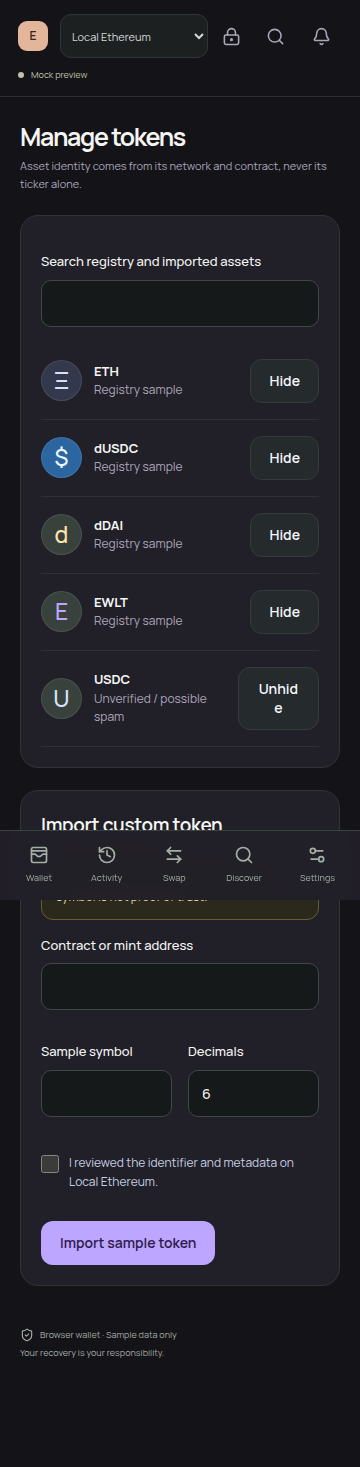 E
Local Ethereum
Mock preview
Manage tokens
Asset identity comes from its network and contract, never its
ticker alone.
Search registry and imported assets
Ξ
ETH
Registry sample
Hide
$
dUSDC
Registry sample
Hide
d
dDAI
Registry sample
Hide
E
EWLT
Registry sample
Hide
U
USDC
Unverified / possible
spam
Unhid
e
Import custom token
Wallet
Activity
Swap
Discover
Settings
Contract or mint address
Sample symbol
Decimals
6
I reviewed the identifier and metadata on
Local Ethereum.
Import sample token
Browser wallet · Sample data only
Your recovery is your responsibility.